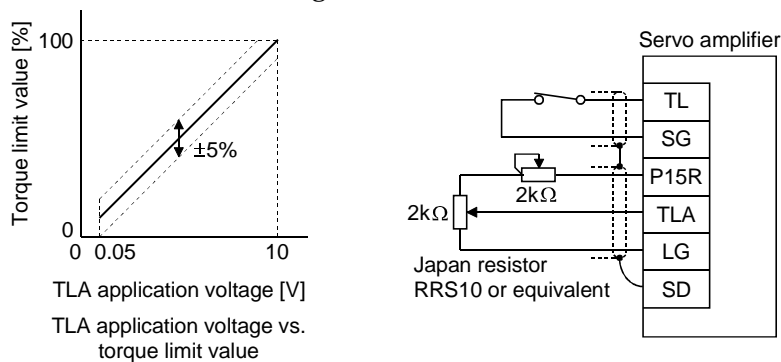 Torque limit value [%]
100
±5%
0
0 0.05 10
TLA application voltage [V]
TLA application voltage vs.
torque limit value
Servo amplifier
TL
SG
P15R
2kΩ
2kΩ
TLA
LG
Japan resistor
RRS10 or equivalent
SD